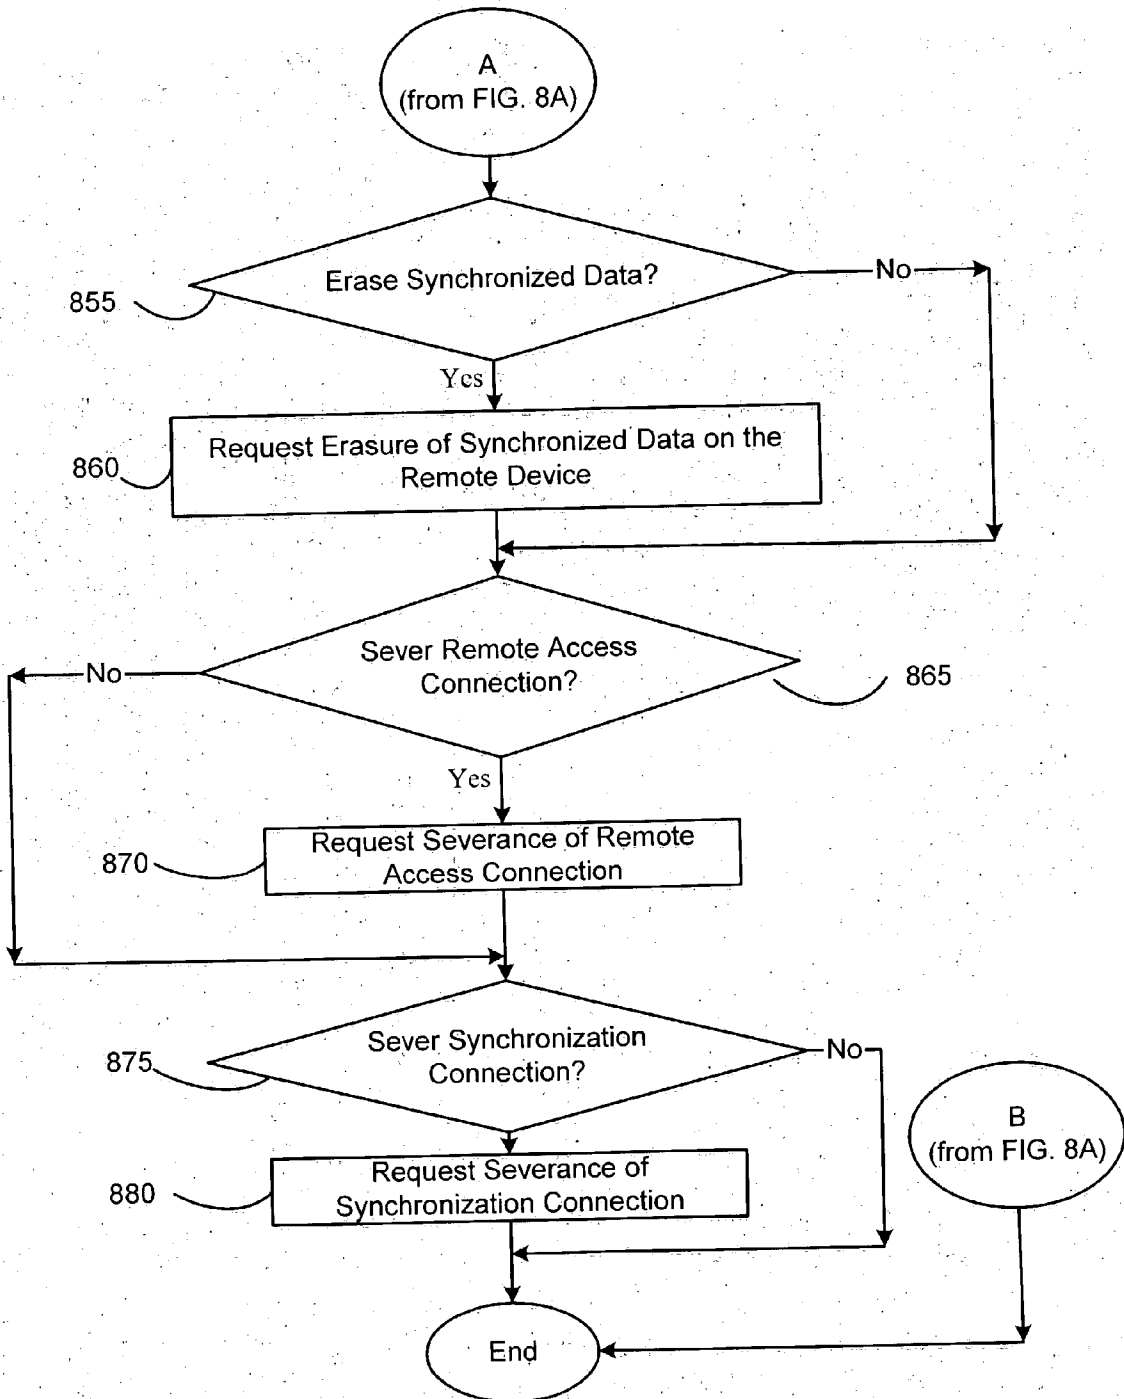 A
(from FIG. 8A)
Erase Synchronized Data?
No
855
Yes
Request Erasure of Synchronized Data on the
Remote Device
860
Sever Remote Access
Connection?
No
865
Yes
Request Severance of Remote
Access Connection
870
Sever Synchronization
Connection?
No
875
B
(from FIG. 8A)
Request Severance of
Synchronization Connection
880
End